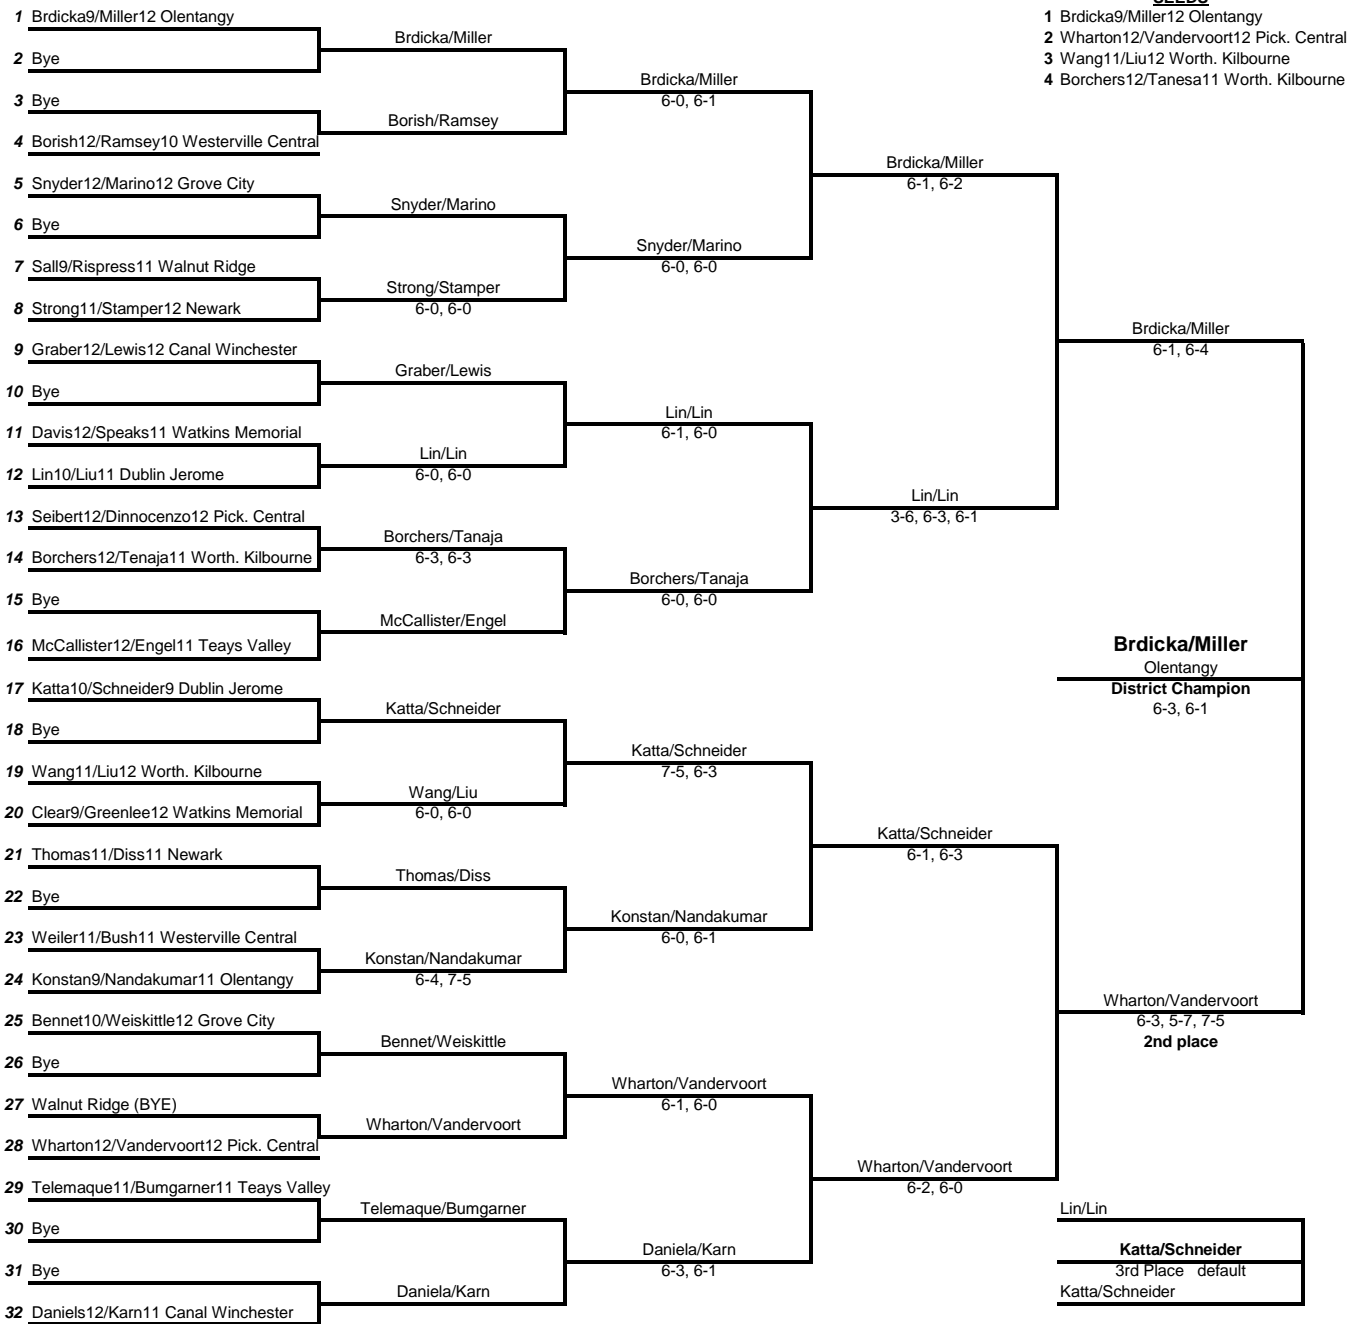 1 Brdicka9/Miller12 Olentangy
2 Bye
3 Bye
4 Borish12/Ramsey10 Westerville Central
5 Snyder12/Marino12 Grove City
6 Bye
7 Sall9/Rispress11 Walnut Ridge
8 Strong11/Stamper12 Newark
9 Graber12/Lewis12 Canal Winchester
10 Bye
11 Davis12/Speaks11 Watkins Memorial
12 Lin10/Liu11 Dublin Jerome
13 Seibert12/Dinnocenzo12 Pick. Central
14 Borchers12/Tenaja11 Worth. Kilbourne
15 Bye
16 McCallister12/Engel11 Teays Valley
17 Katta10/Schneider9 Dublin Jerome
18 Bye
19 Wang11/Liu12 Worth. Kilbourne
20 Clear9/Greenlee12 Watkins Memorial
21 Thomas11/Diss11 Newark
22 Bye
23 Weiler11/Bush11 Westerville Central
24 Konstan9/Nandakumar11 Olentangy
25 Bennet10/Weiskittle12 Grove City
26 Bye
27 Walnut Ridge (BYE)
28 Wharton12/Vandervoort12 Pick. Central
29 Telemaque11/Bumgarner11 Teays Valley
30 Bye
31 Bye
32 Daniels12/Karn11 Canal Winchester
Brdicka/Miller
Borish/Ramsey
Snyder/Marino
Strong/Stamper
6-0, 6-0
Graber/Lewis
Lin/Lin
6-0, 6-0
Borchers/Tanaja
6-3, 6-3
McCallister/Engel
Katta/Schneider
Wang/Liu
6-0, 6-0
Thomas/Diss
Konstan/Nandakumar
6-4, 7-5
Bennet/Weiskittle
Wharton/Vandervoort
Telemaque/Bumgarner
Daniela/Karn
Brdicka/Miller
6-0, 6-1
Snyder/Marino
6-0, 6-0
Lin/Lin
6-1, 6-0
Borchers/Tanaja
6-0, 6-0
Katta/Schneider
7-5, 6-3
Konstan/Nandakumar
6-0, 6-1
Wharton/Vandervoort
6-1, 6-0
Daniela/Karn
6-3, 6-1
Brdicka/Miller
6-1, 6-2
Lin/Lin
3-6, 6-3, 6-1
Katta/Schneider
6-1, 6-3
Wharton/Vandervoort
6-2, 6-0
SEEDS
1 Brdicka9/Miller12 Olentangy
2 Wharton12/Vandervoort12 Pick. Central
3 Wang11/Liu12 Worth. Kilbourne
4 Borchers12/Tanesa11 Worth. Kilbourne
Brdicka/Miller
6-1, 6-4
Brdicka/Miller
Olentangy
District Champion
6-3, 6-1
Wharton/Vandervoort
6-3, 5-7, 7-5
2nd place
Lin/Lin
Katta/Schneider
3rd Place default
Katta/Schneider